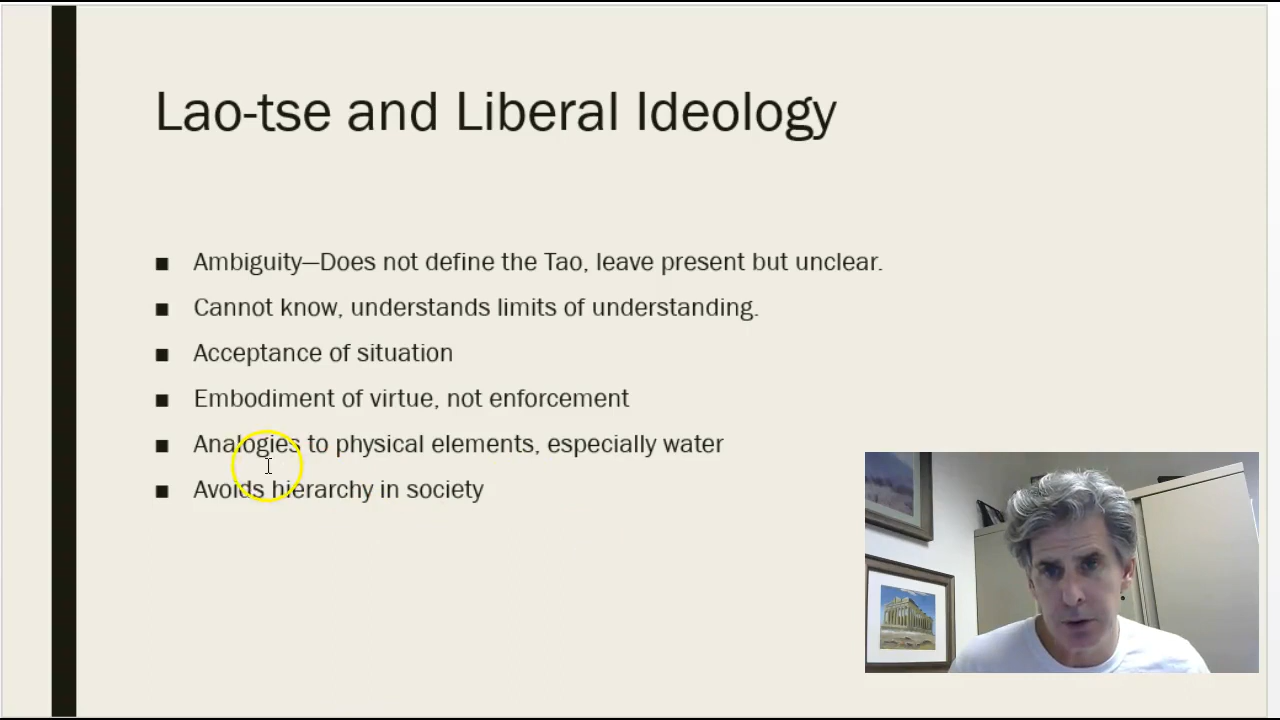 Lao-tse and Liberal Ideology
Ambiguity—Does not define the Tao, leave present but unclear.
Cannot know, understands limits of understanding.
Acceptance of situation
Embodiment of virtue, not enforcement
Analogies to physical elements, especially water
Avoids hierarchy in society